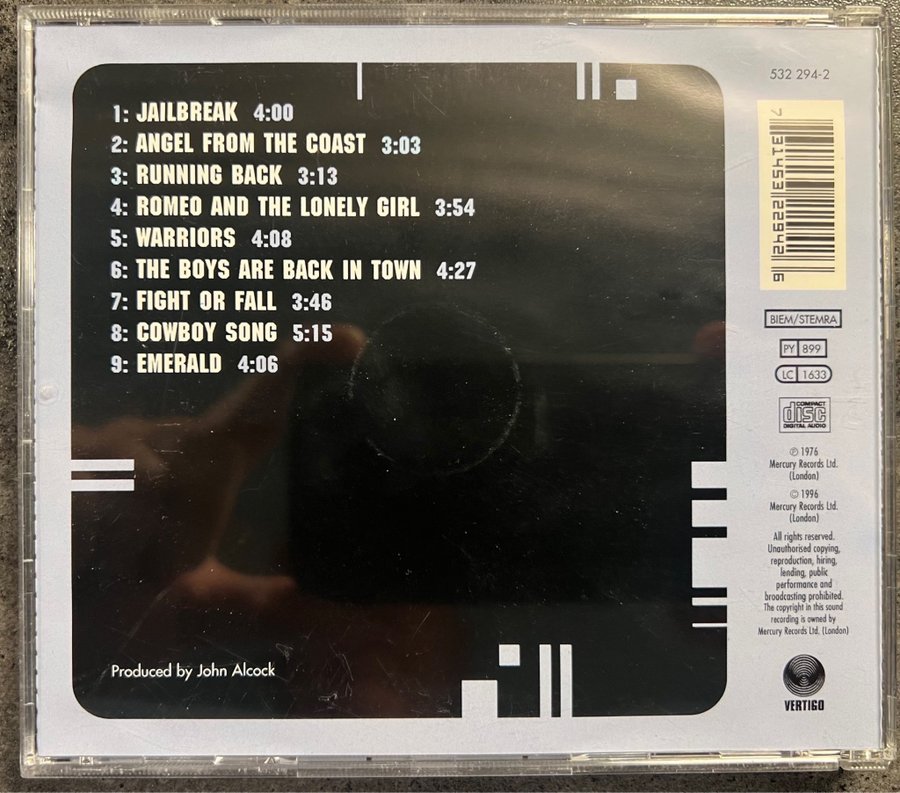 1: JAILBREAK 4:00
2: ANGEL FROM THE COAST 3:03
3: RUNNING BACK 3:13
4: ROMEO AND THE LONELY GIRL 3:54
5: WARRIORS 4:08
6: THE BOYS ARE BACK IN TOWN 4:27
7: FIGHT OR FALL 3:46
8: COWBOY SONG 5:15
9: EMERALD 4:06
Produced by John Alcock
532 294-2
7 31453 22942 6
BIEM/STEMRA
PY 899
LC 1633
COMPACT
disc
DIGITAL AUDIO
℗ 1976
Mercury Records Ltd.
(London)
© 1996
Mercury Records Ltd.
(London)
All rights reserved.
Unauthorised copying,
reproduction, hiring,
lending, public
performance and
broadcasting prohibited.
The copyright in this sound
recording is owned by
Mercury Records Ltd. (London)
VERTIGO